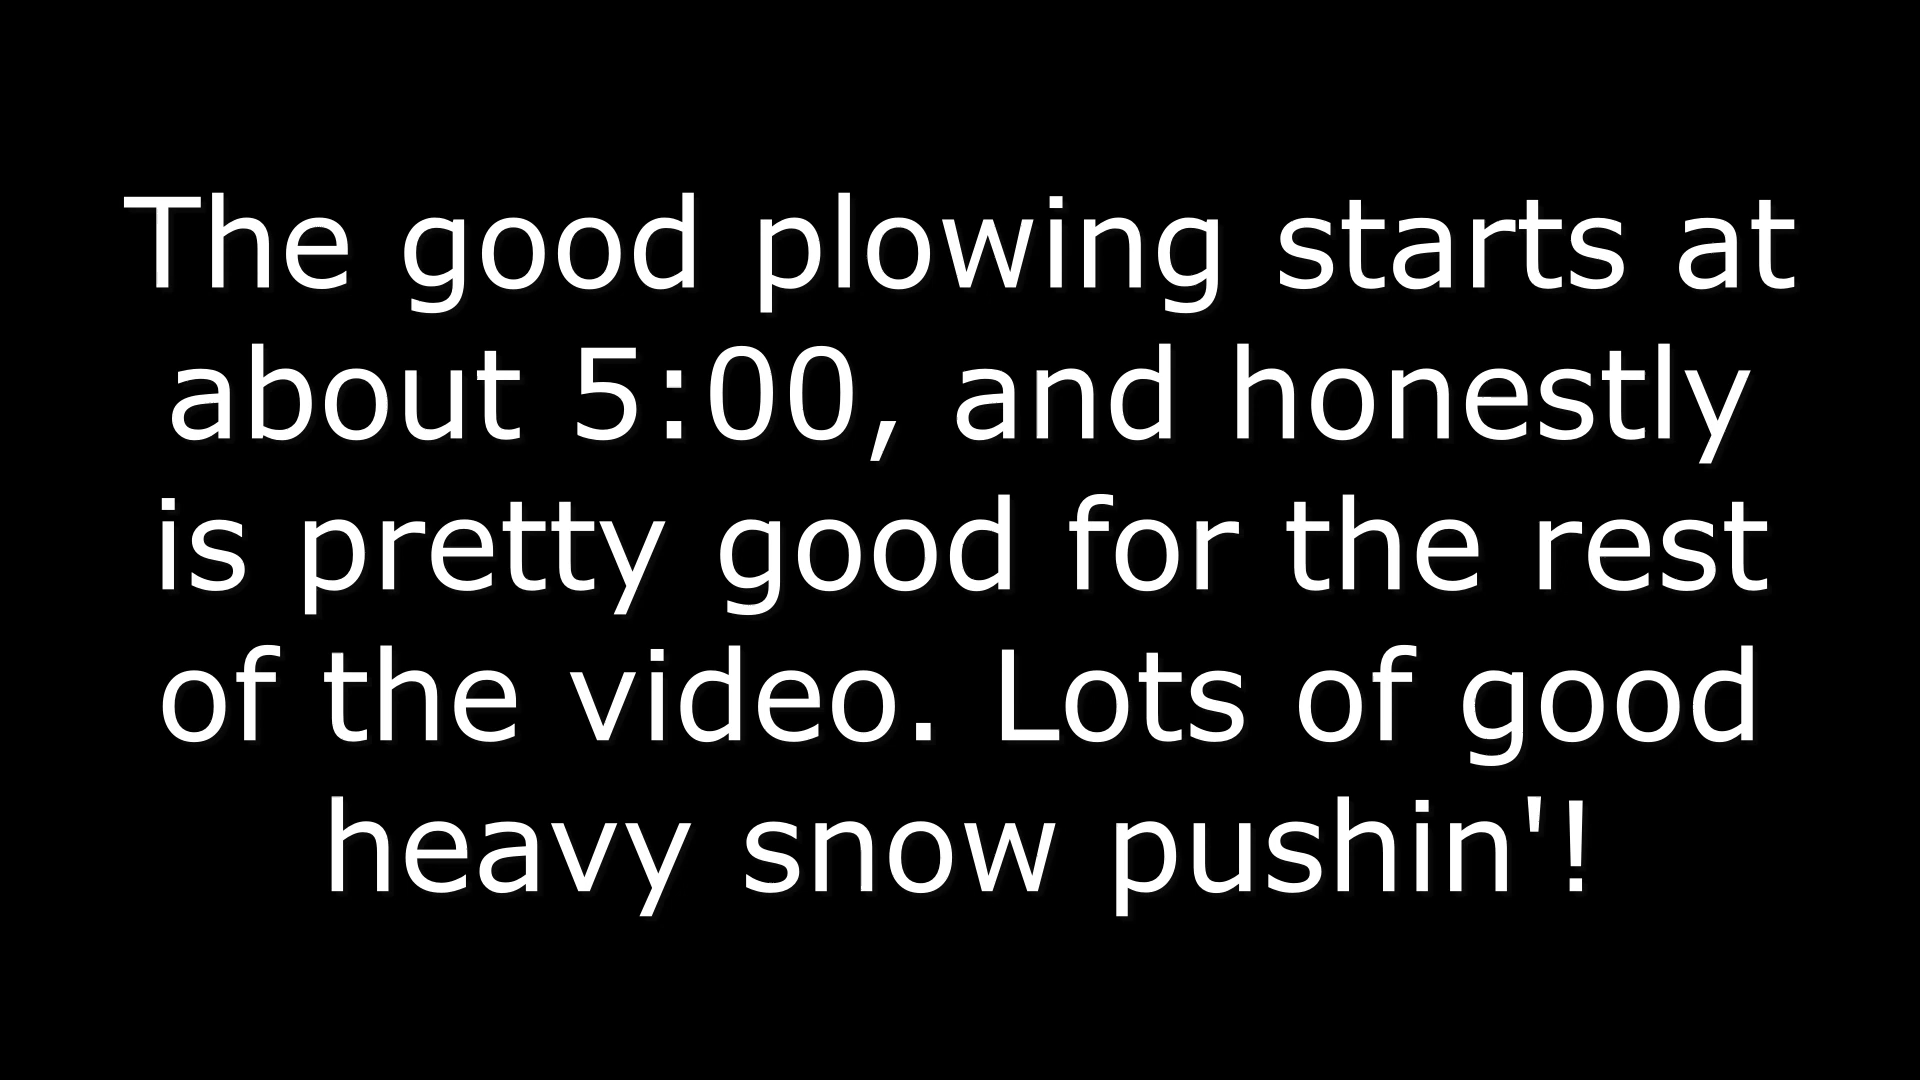 The good plowing starts at
about 5:00, and honestly
is pretty good for the rest
of the video. Lots of good
heavy snow pushin'!